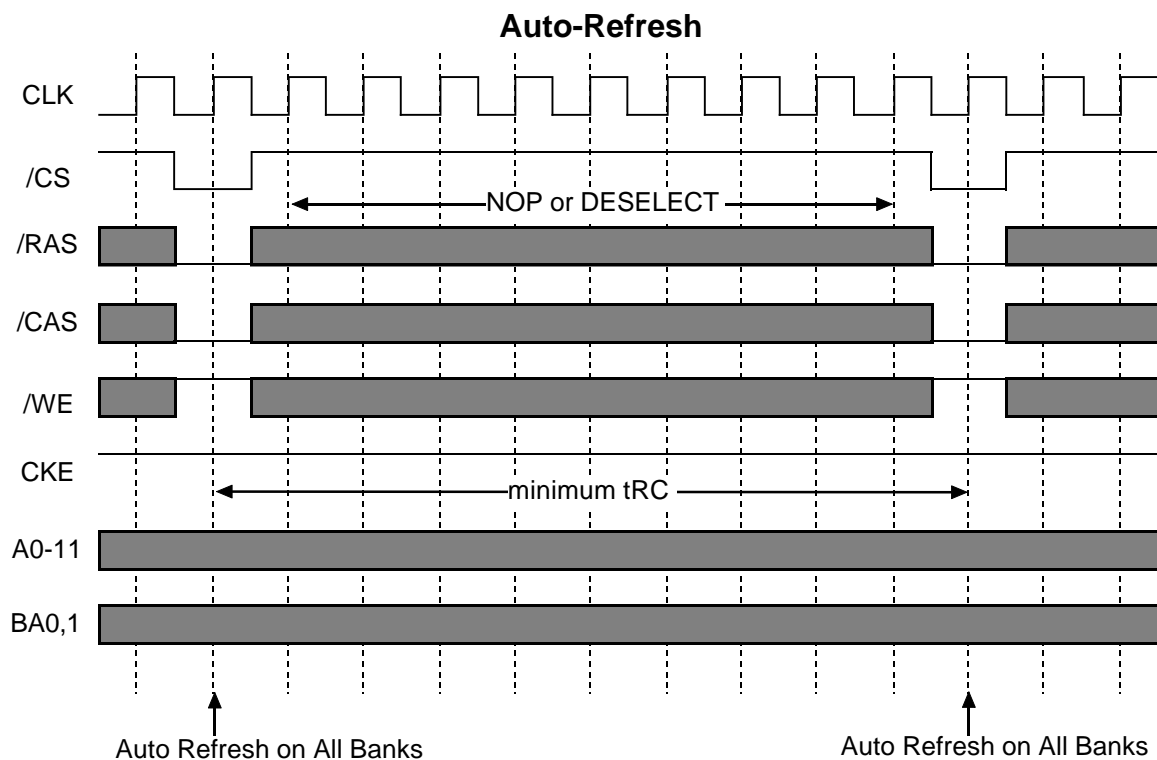 Auto-Refresh
CLK
/CS
NOP or DESELECT
/RAS
/CAS
/WE
CKE
minimum tRC
A0-11
BA0,1
Auto Refresh on All Banks
Auto Refresh on All Banks